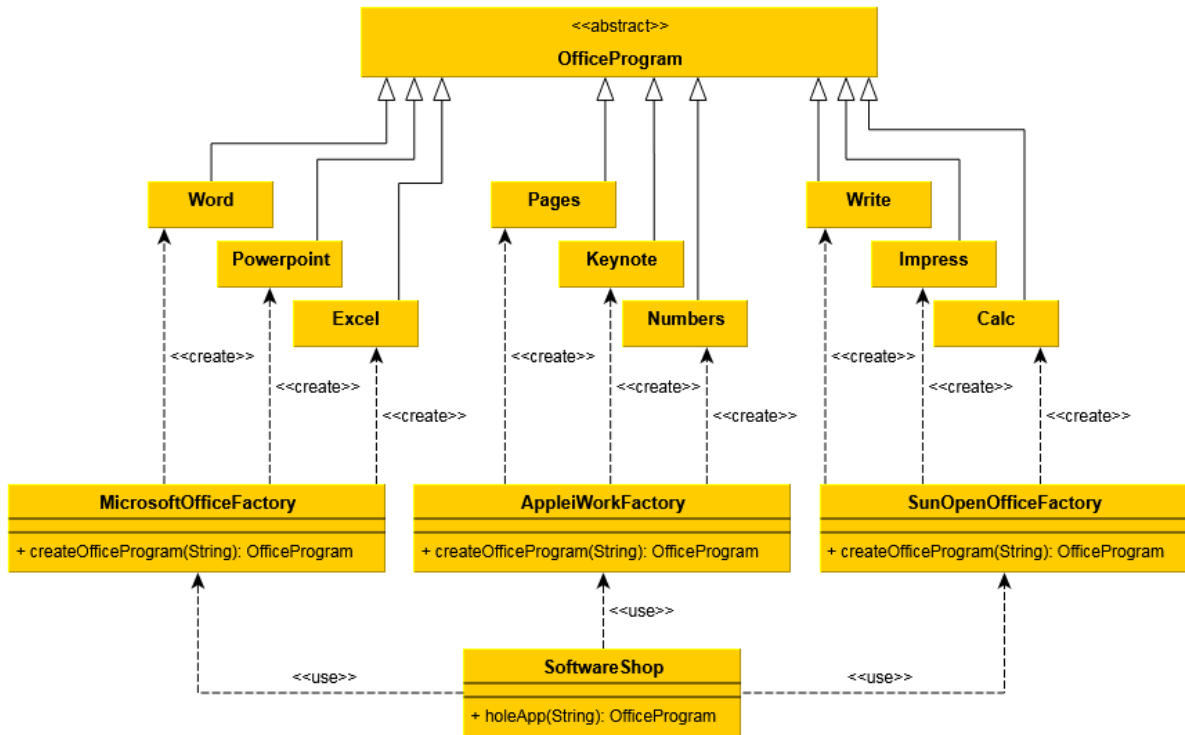 <<abstract>>
OfficeProgram
Word
Pages
Write
Powerpoint
Keynote
Impress
Excel
Numbers
Calc
<<create>>
<<create>>
<<create>>
<<create>>
<<create>>
<<create>>
<<create>>
<<create>>
<<create>>
MicrosoftOfficeFactory
+ createOfficeProgram(String): OfficeProgram
AppleiWorkFactory
+ createOfficeProgram(String): OfficeProgram
SunOpenOfficeFactory
+ createOfficeProgram(String): OfficeProgram
<<use>>
<<use>>
<<use>>
SoftwareShop
+ holeApp(String): OfficeProgram